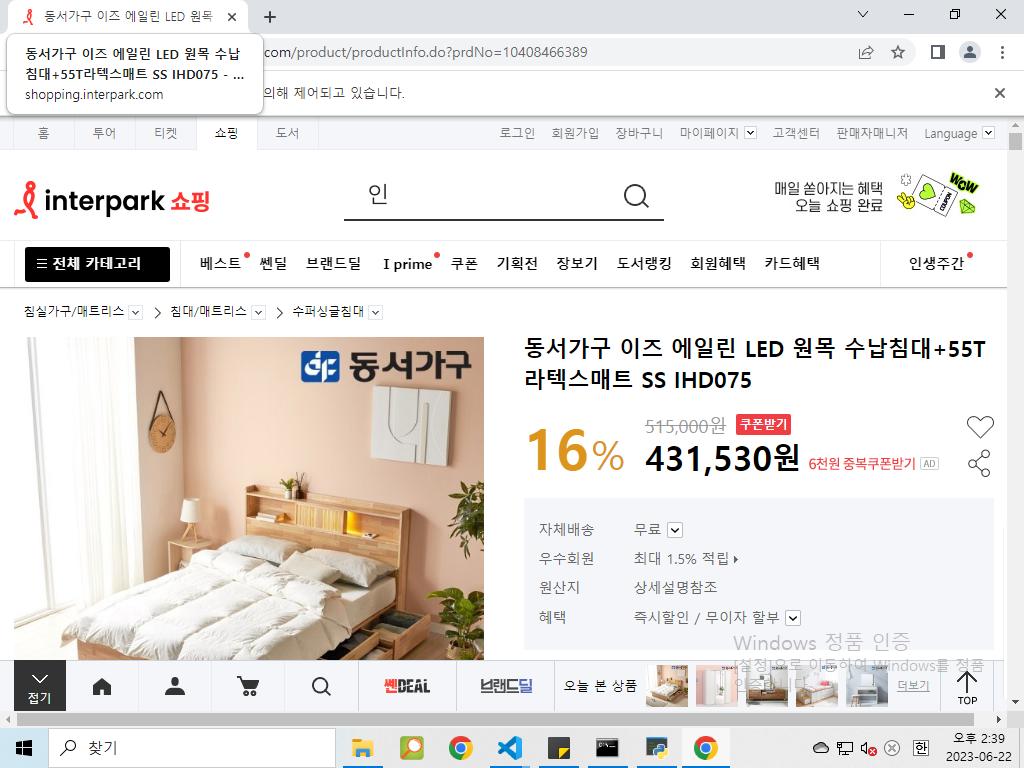 동서가구 이즈 에일린 LED 원목
동서가구 이즈 에일린 LED 원목 수납
침대+55T라텍스매트 SS IHD075 - ...
shopping.interpark.com
com/product/productInfo.do?prdNo=10408466389
의해 제어되고 있습니다.
홈 투어 티켓 쇼핑 도서 로그인 회원가입 장바구니 마이페이지 고객센터 판매자매니저 Language
interpark 쇼핑
인
매일 쏟아지는 혜택
오늘 쇼핑 완료
WOW
COUPON
전체 카테고리 베스트 쎈딜 브랜드딜 I prime 쿠폰 기획전 장보기 도서랭킹 회원혜택 카드혜택 인생주간
침실가구/매트리스 > 침대/매트리스 > 수퍼싱글침대
동서가구
동서가구 이즈 에일린 LED 원목 수납침대+55T
라텍스매트 SS IHD075
16% 515,000원 쿠폰받기
431,530원 6천원 중복쿠폰받기 AD
자체배송 무료
우수회원 최대 1.5% 적립
원산지 상세설명참조
혜택 즉시할인 / 무이자 할부
Windows 정품 인증
[설정]으로 이동하여 Windows를 정품
인증합니다.
접기
쎈DEAL 브랜드딜 오늘 본 상품 더보기
TOP
찾기
한
오후 2:39
2023-06-22